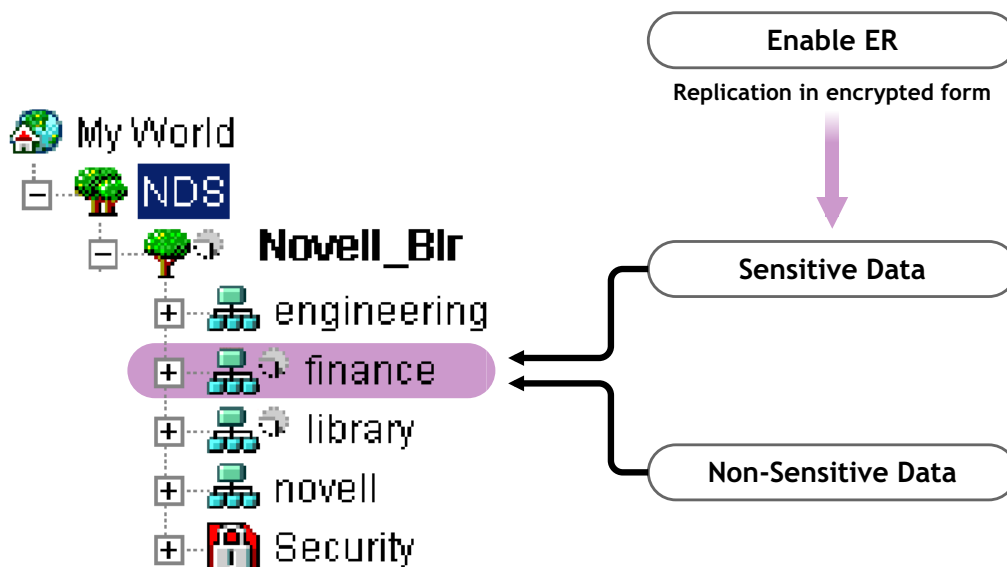 Enable ER
Replication in encrypted form
My World
NDS
Novell_Blr
Sensitive Data
engineering
finance
library
Non-Sensitive Data
novell
Security